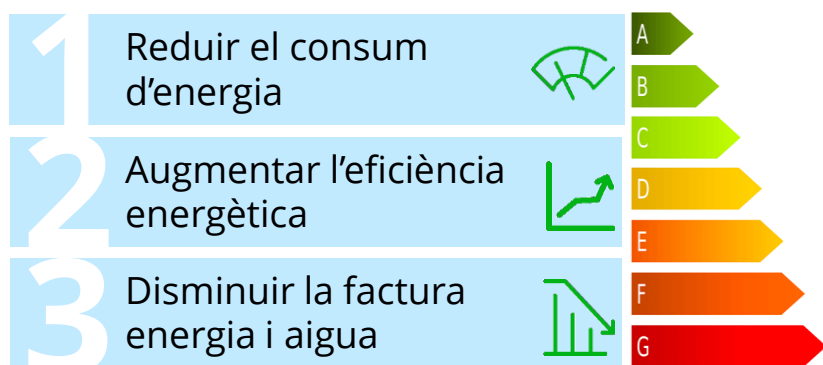 1
Reduir el consum
d’energia
2
Augmentar l’eficiència
energètica
3
Disminuir la factura
energia i aigua
A
B
C
D
E
F
G